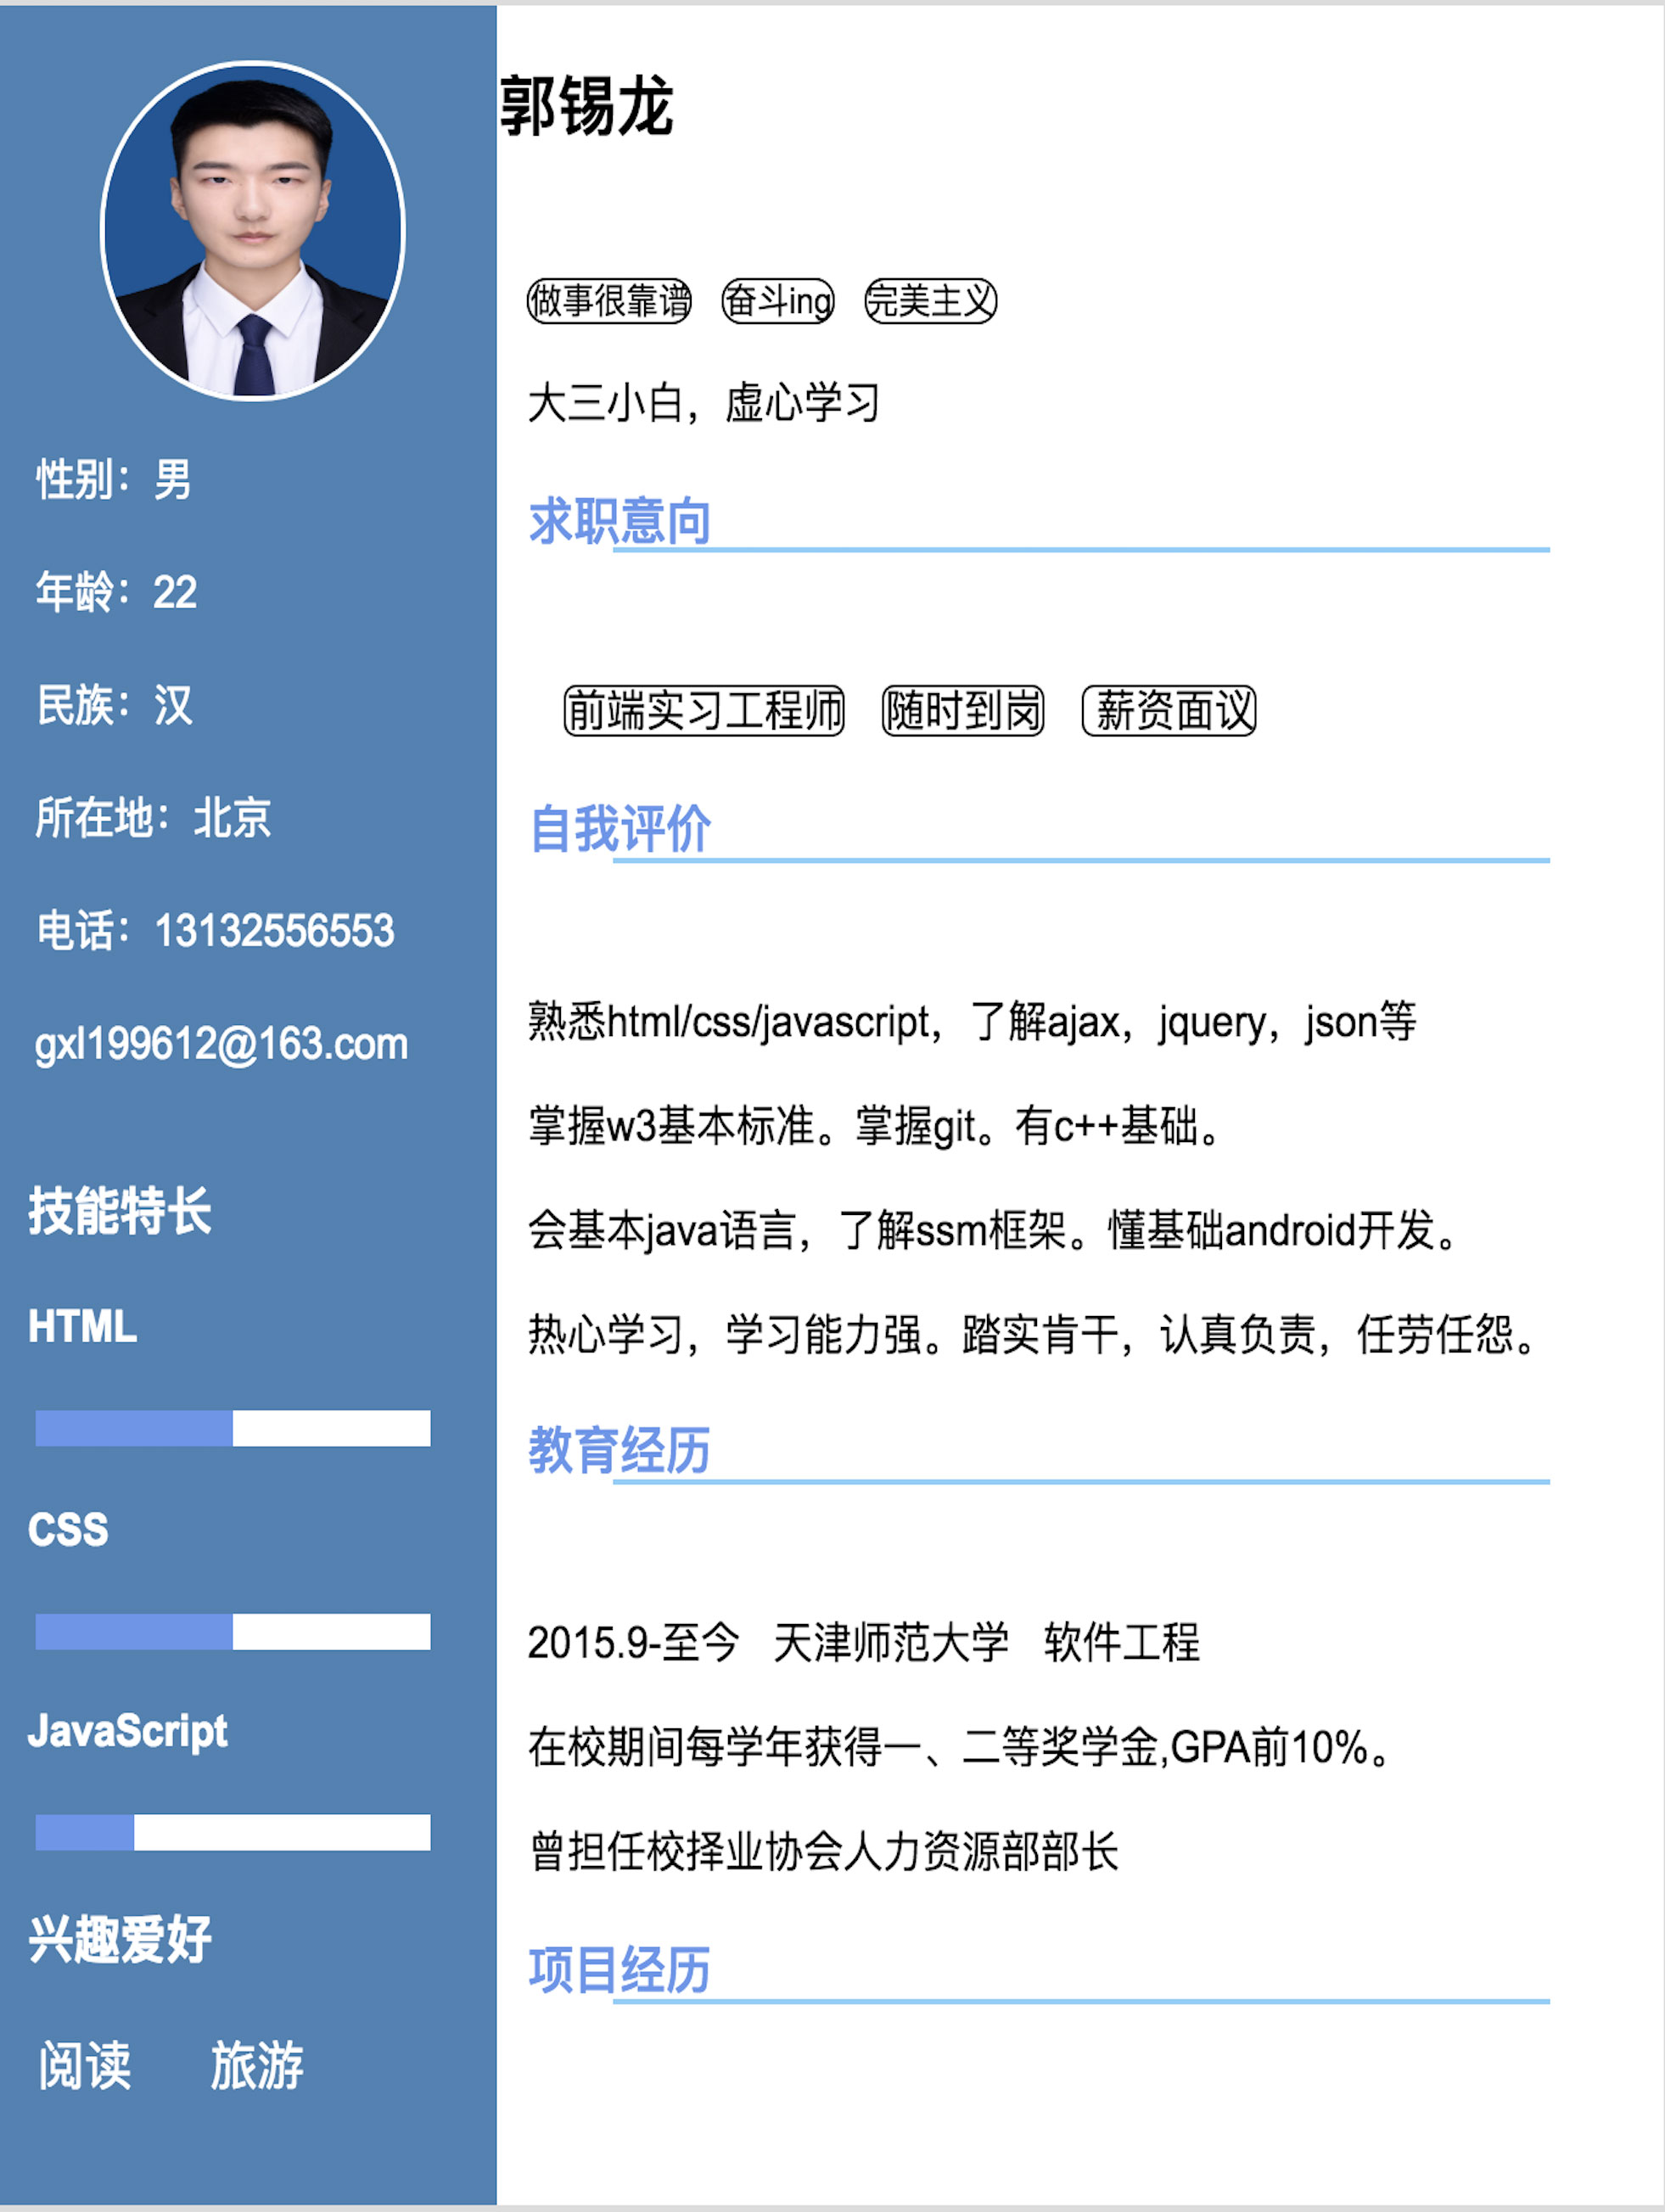 郭锡龙
做事很靠谱 奋斗ing 完美主义
大三小白，虚心学习
性别：男
年龄：22
民族：汉
所在地：北京
电话：13132556553
gxl199612@163.com
技能特长
HTML
CSS
JavaScript
兴趣爱好
阅读 旅游
求职意向
前端实习工程师 随时到岗 薪资面议
自我评价
熟悉html/css/javascript，了解ajax，jquery，json等
掌握w3基本标准。掌握git。有c++基础。
会基本java语言，了解ssm框架。懂基础android开发。
热心学习，学习能力强。踏实肯干，认真负责，任劳任怨。
教育经历
2015.9-至今 天津师范大学 软件工程
在校期间每学年获得一、二等奖学金,GPA前10%。
曾担任校择业协会人力资源部部长
项目经历